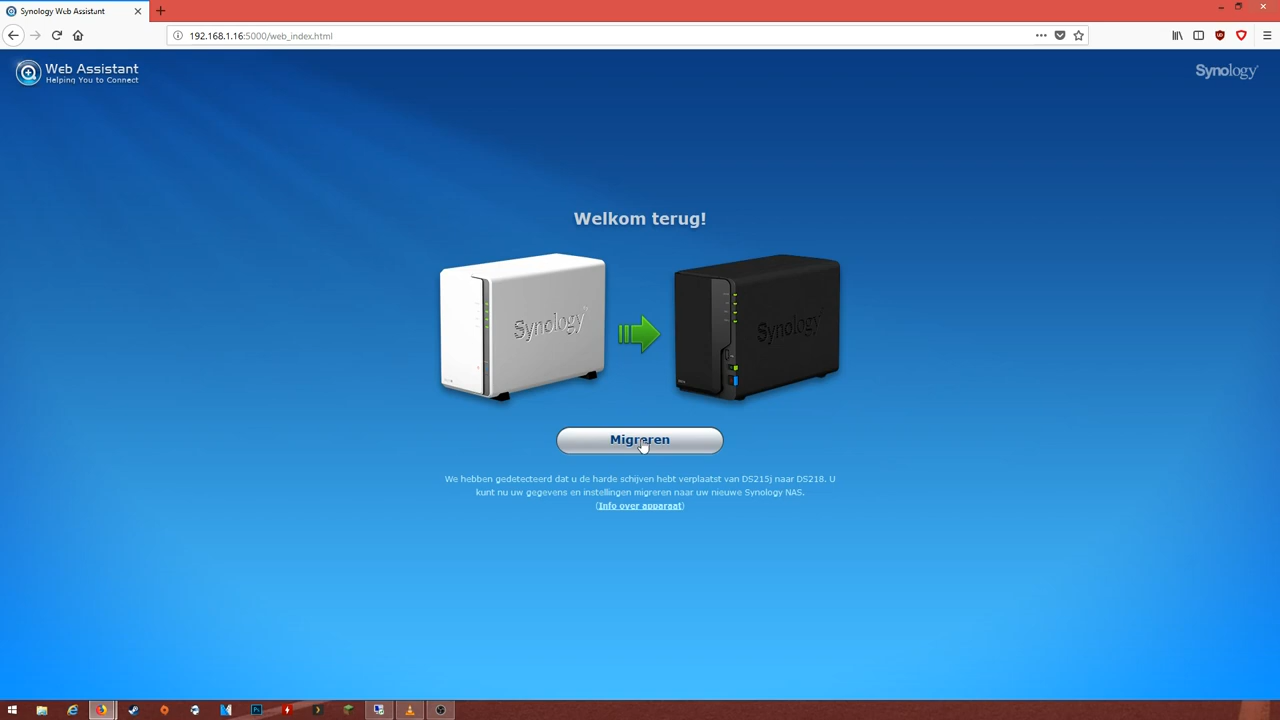 Synology Web Assistant
192.168.1.16:5000/web_index.html
Web Assistant
Helping You to Connect
Synology
Welkom terug!
Synology
Synology
Migreren
We hebben gedetecteerd dat u de harde schijven hebt verplaatst van DS215j naar DS218. U
kunt nu uw gegevens en instellingen migreren naar uw nieuwe Synology NAS.
(Info over apparaat)